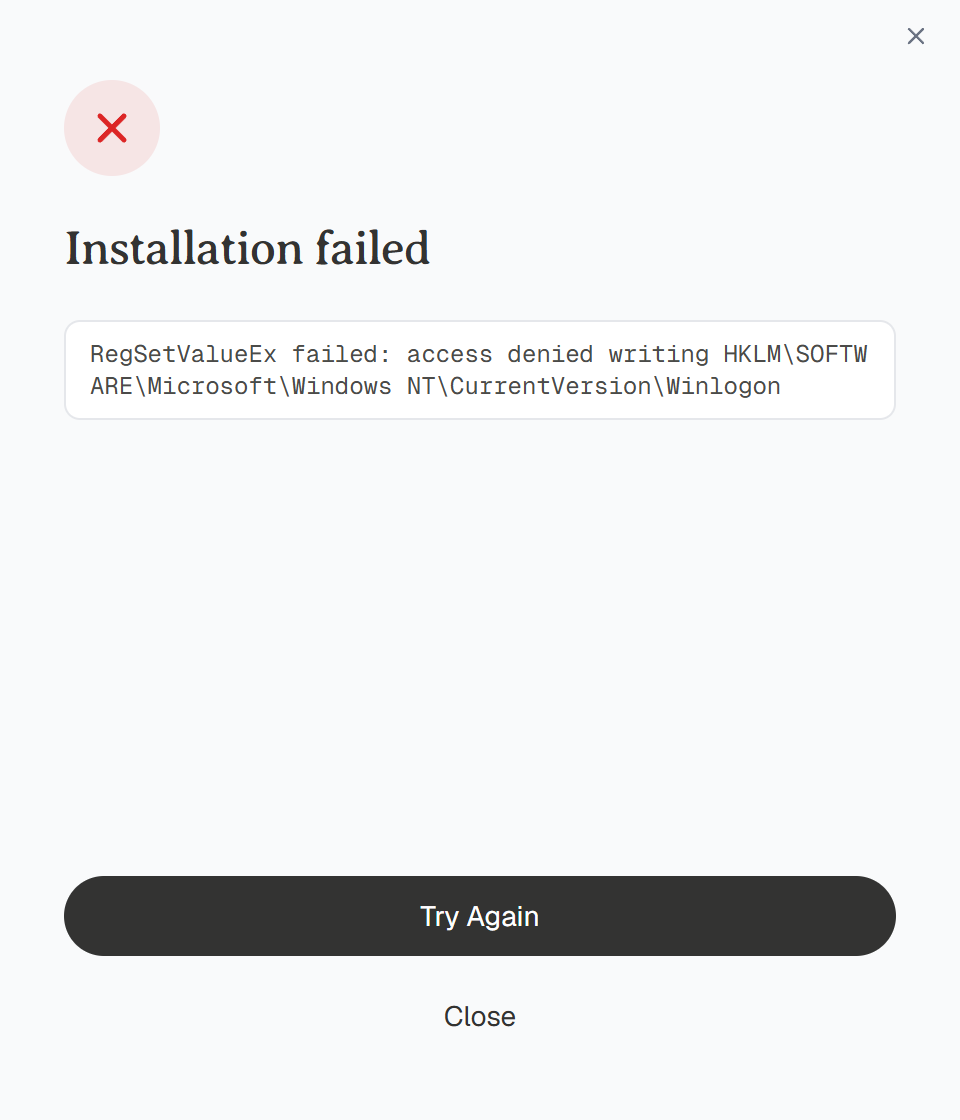 Installation failed
RegSetValueEx failed: access denied writing HKLM\SOFTW
ARE\Microsoft\Windows NT\CurrentVersion\Winlogon
Try Again
Close